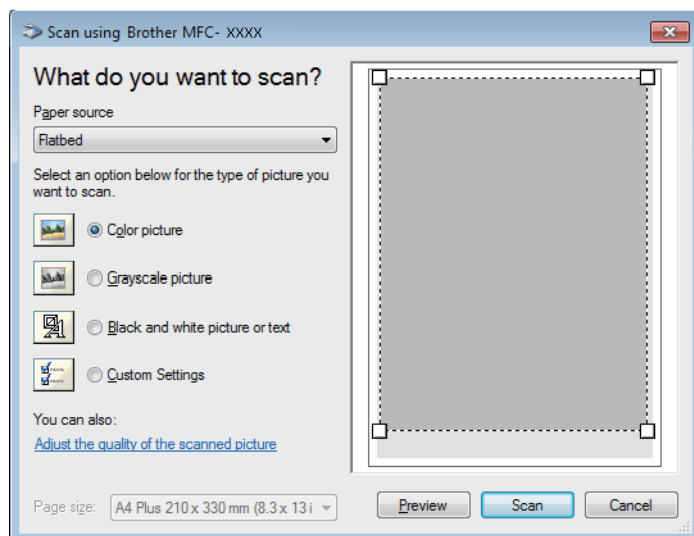 Scan using Brother MFC- XXXX
What do you want to scan?
Paper source
Flatbed
Select an option below for the type of picture you
want to scan.
Color picture
Grayscale picture
Black and white picture or text
Custom Settings
You can also:
Adjust the quality of the scanned picture
Page size: A4 Plus 210 x 330 mm (8.3 x 13 i
Preview Scan Cancel